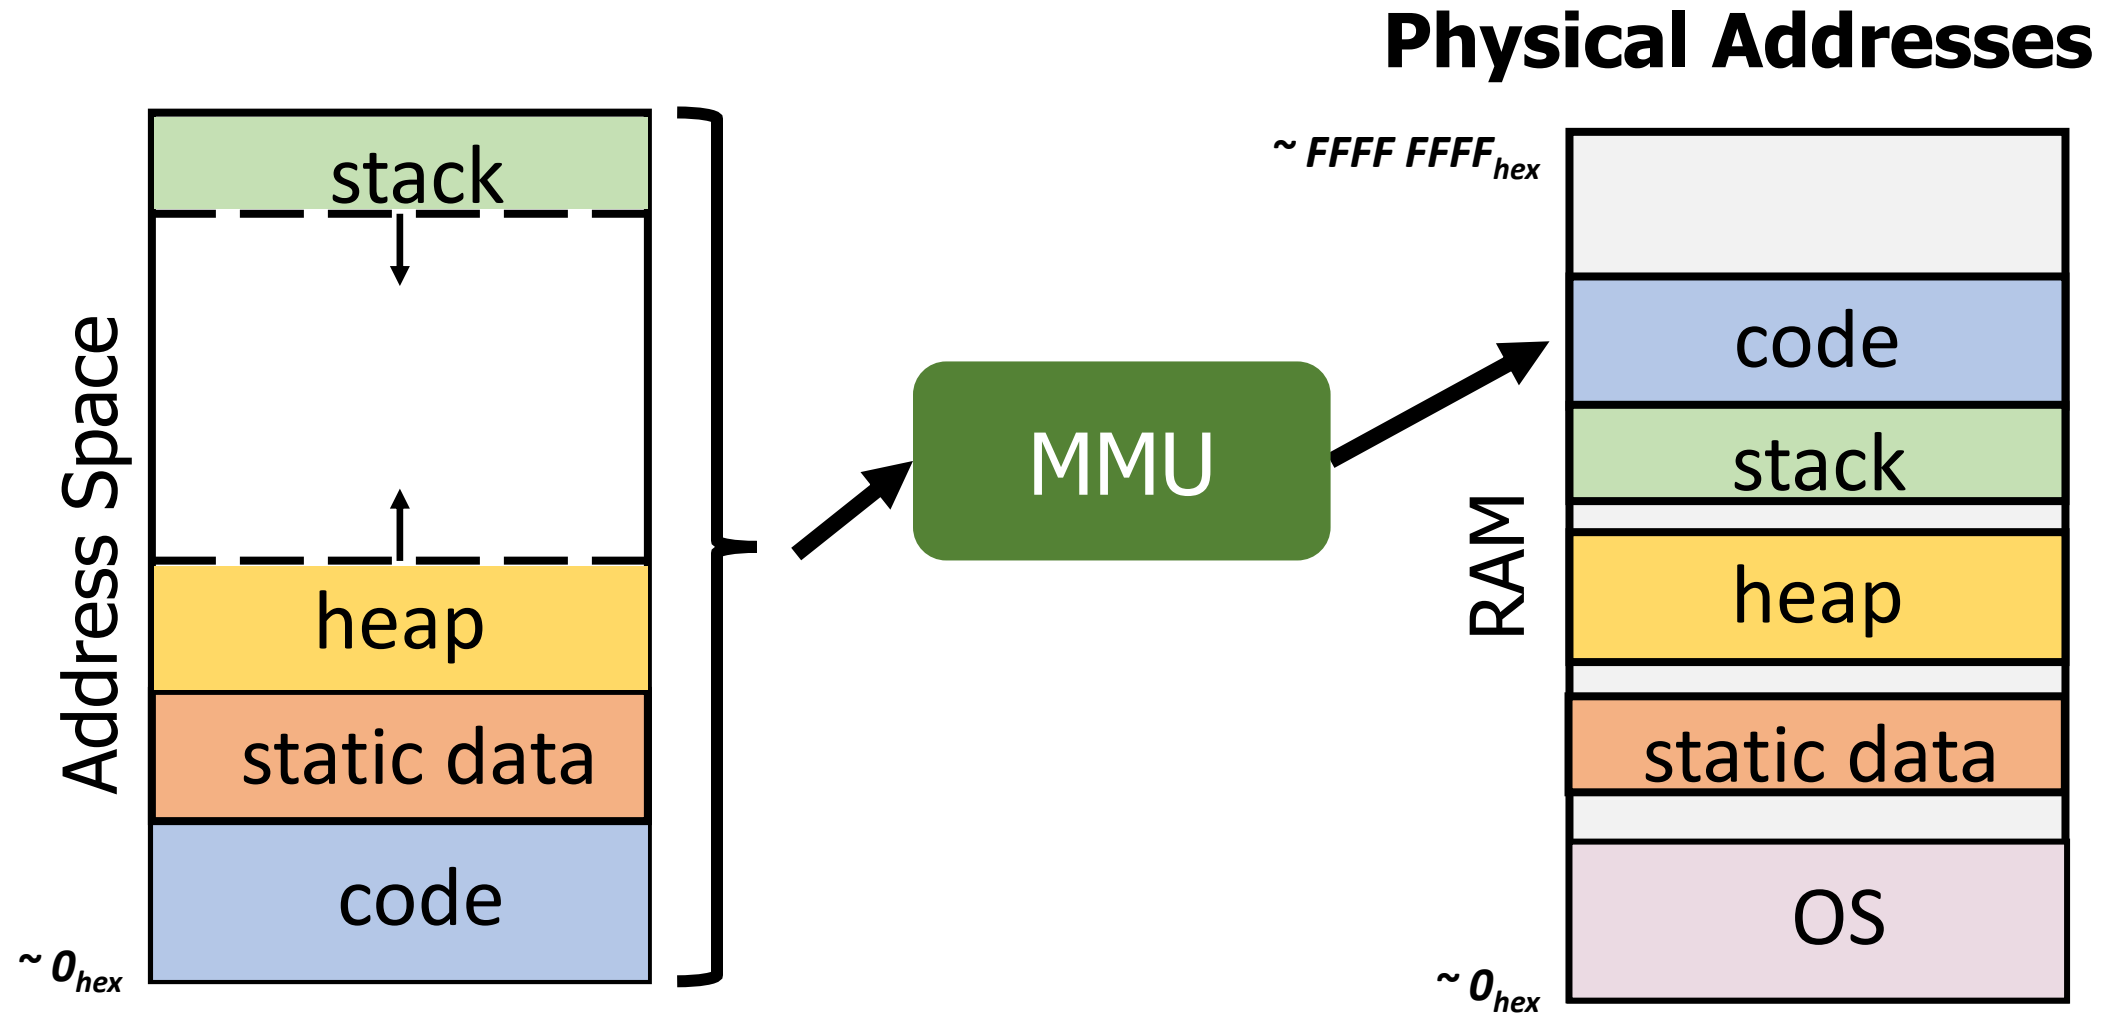 Physical Addresses
Address Space
stack
heap
static data
code
~ 0hex
MMU
~ FFFF FFFFhex
RAM
code
stack
heap
static data
OS
~ 0hex